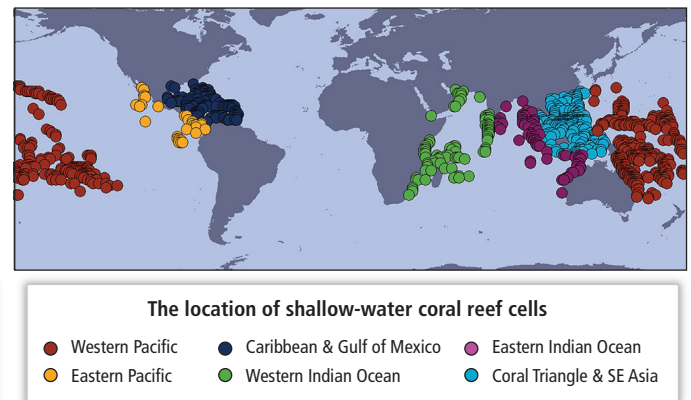 The location of shallow-water coral reef cells
Western Pacific
Caribbean & Gulf of Mexico
Eastern Indian Ocean
Eastern Pacific
Western Indian Ocean
Coral Triangle & SE Asia